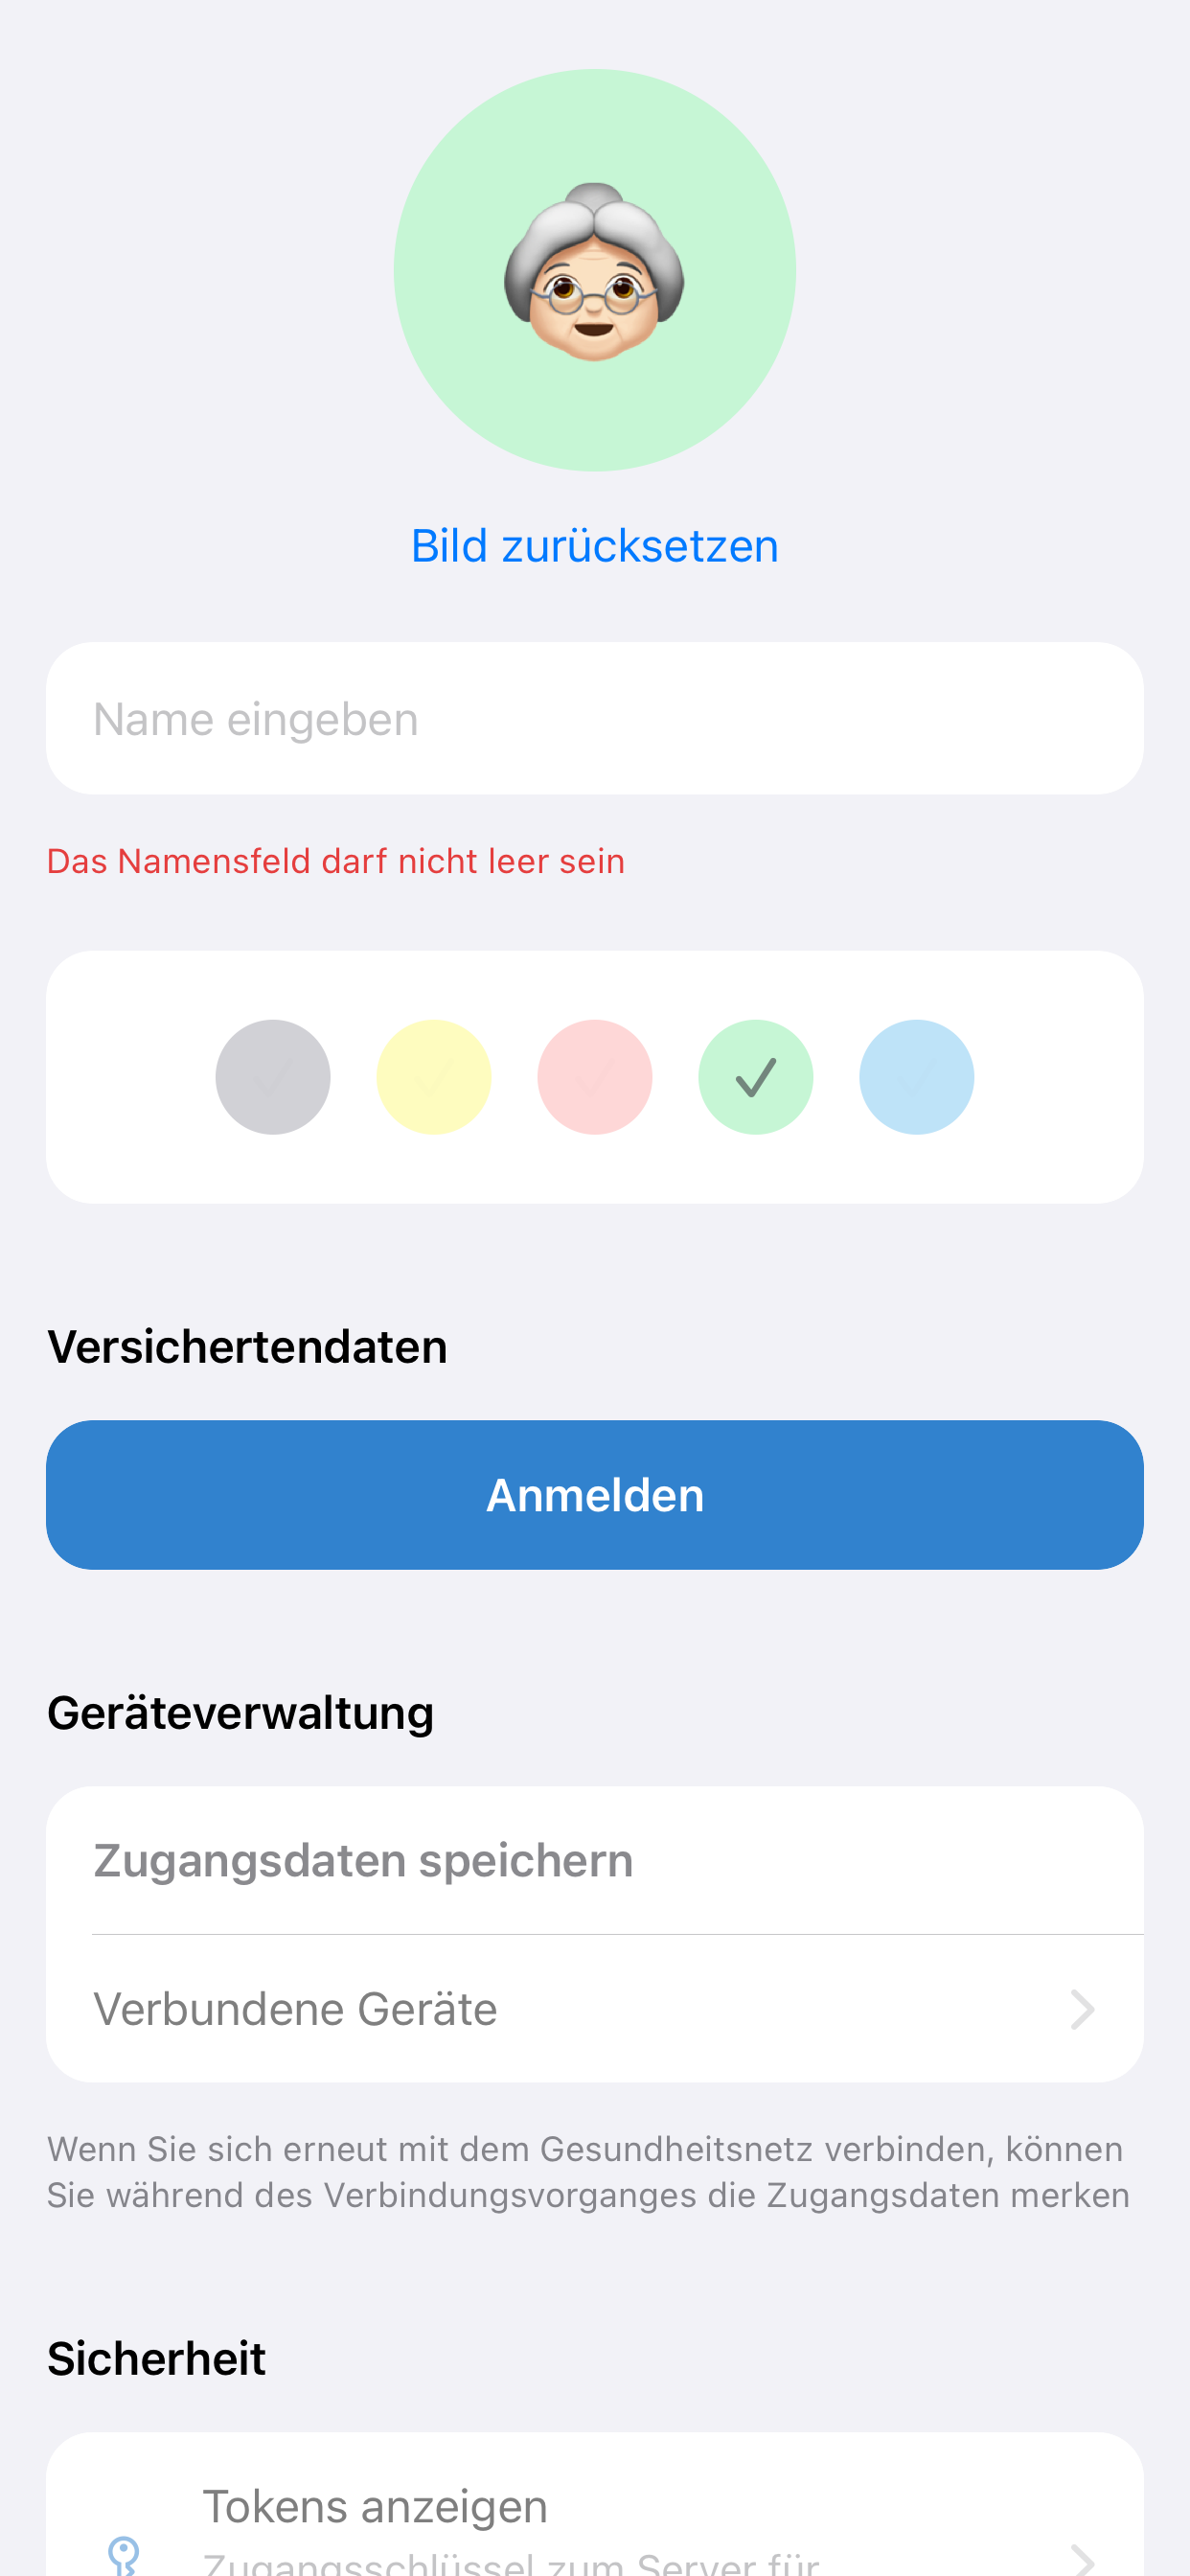 Bild zurücksetzen
Name eingeben
Das Namensfeld darf nicht leer sein
Versichertendaten
Anmelden
Geräteverwaltung
Zugangsdaten speichern
Verbundene Geräte
Wenn Sie sich erneut mit dem Gesundheitsnetz verbinden, können
Sie während des Verbindungsvorganges die Zugangsdaten merken
Sicherheit
Tokens anzeigen
Zugangsschlüssel zum Server für